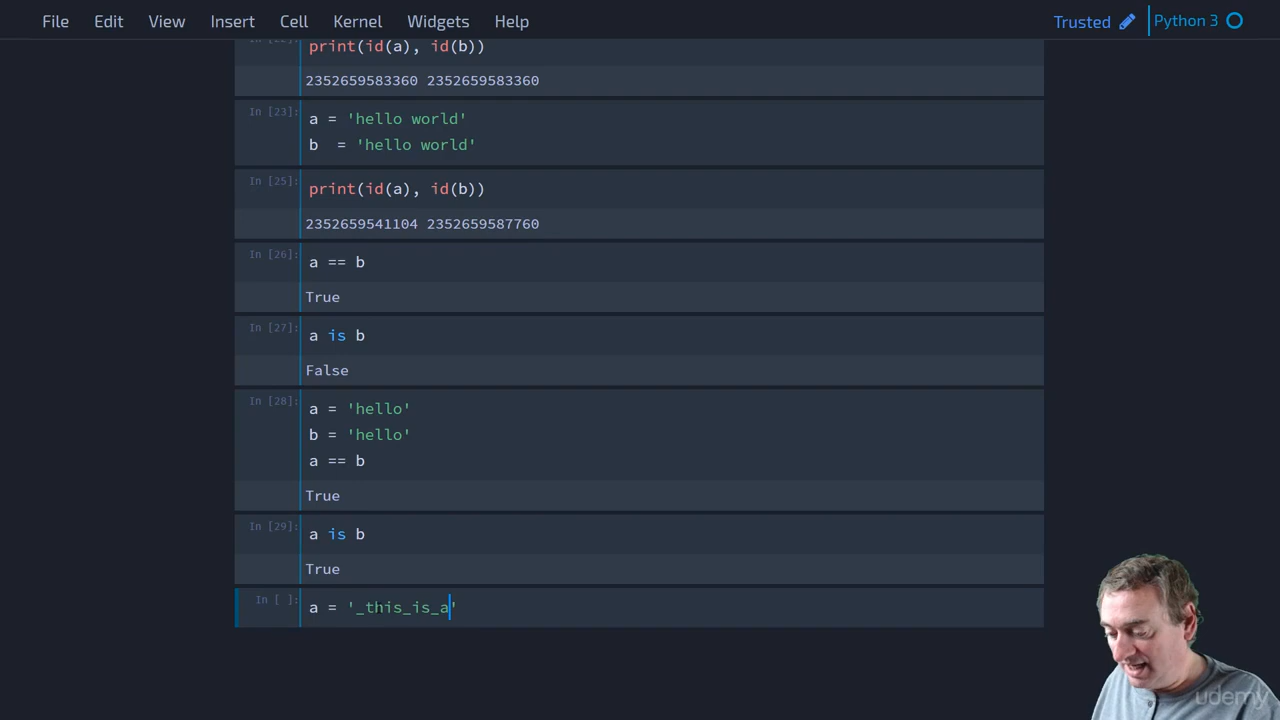 File Edit View Insert Cell Kernel Widgets Help Trusted Python 3
In [22]: print(id(a), id(b))
2352659583360 2352659583360
In [23]: a = 'hello world'
b  = 'hello world'
In [25]: print(id(a), id(b))
2352659541104 2352659587760
In [26]: a == b
True
In [27]: a is b
False
In [28]: a = 'hello'
b = 'hello'
a == b
True
In [29]: a is b
True
In [ ]: a = '_this_is_a'
udemy